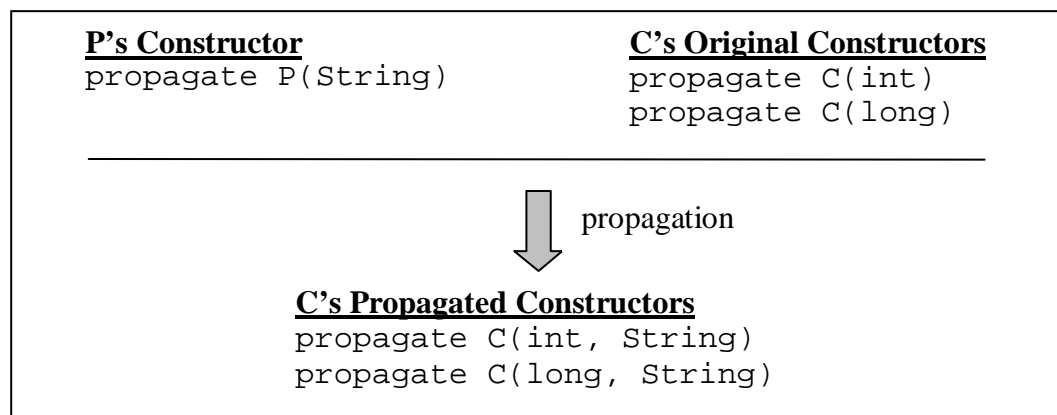 P’s Constructor
propagate P(String)
C’s Original Constructors
propagate C(int)
propagate C(long)
propagation
C’s Propagated Constructors
propagate C(int, String)
propagate C(long, String)